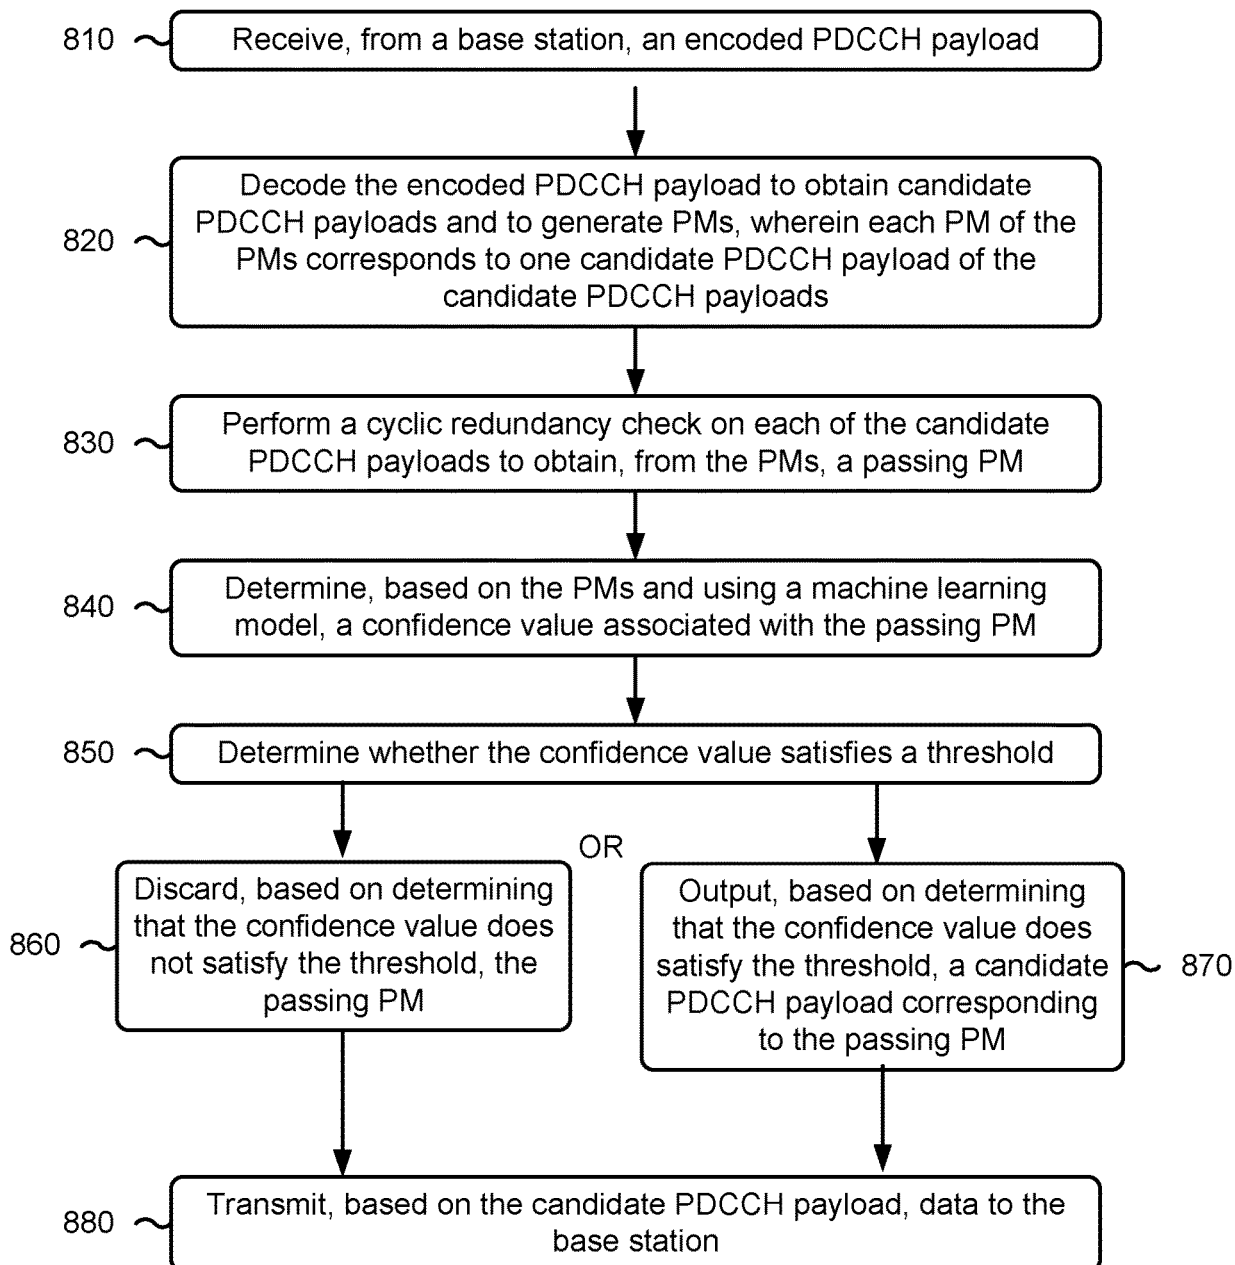 810
Receive, from a base station, an encoded PDCCH payload
Decode the encoded PDCCH payload to obtain candidate
PDCCH payloads and to generate PMs, wherein each PM of the
820
PMs corresponds to one candidate PDCCH payload of the
candidate PDCCH payloads
830
Perform a cyclic redundancy check on each of the candidate
PDCCH payloads to obtain, from the PMs, a passing PM
840
Determine, based on the PMs and using a machine learning
model, a confidence value associated with the passing PM
850
Determine whether the confidence value satisfies a threshold
OR
Discard, based on determining
that the confidence value does
860
not satisfy the threshold, the
passing PM
Output, based on determining
that the confidence value does
satisfy the threshold, a candidate
870
PDCCH payload corresponding
to the passing PM
880
Transmit, based on the candidate PDCCH payload, data to the
base station